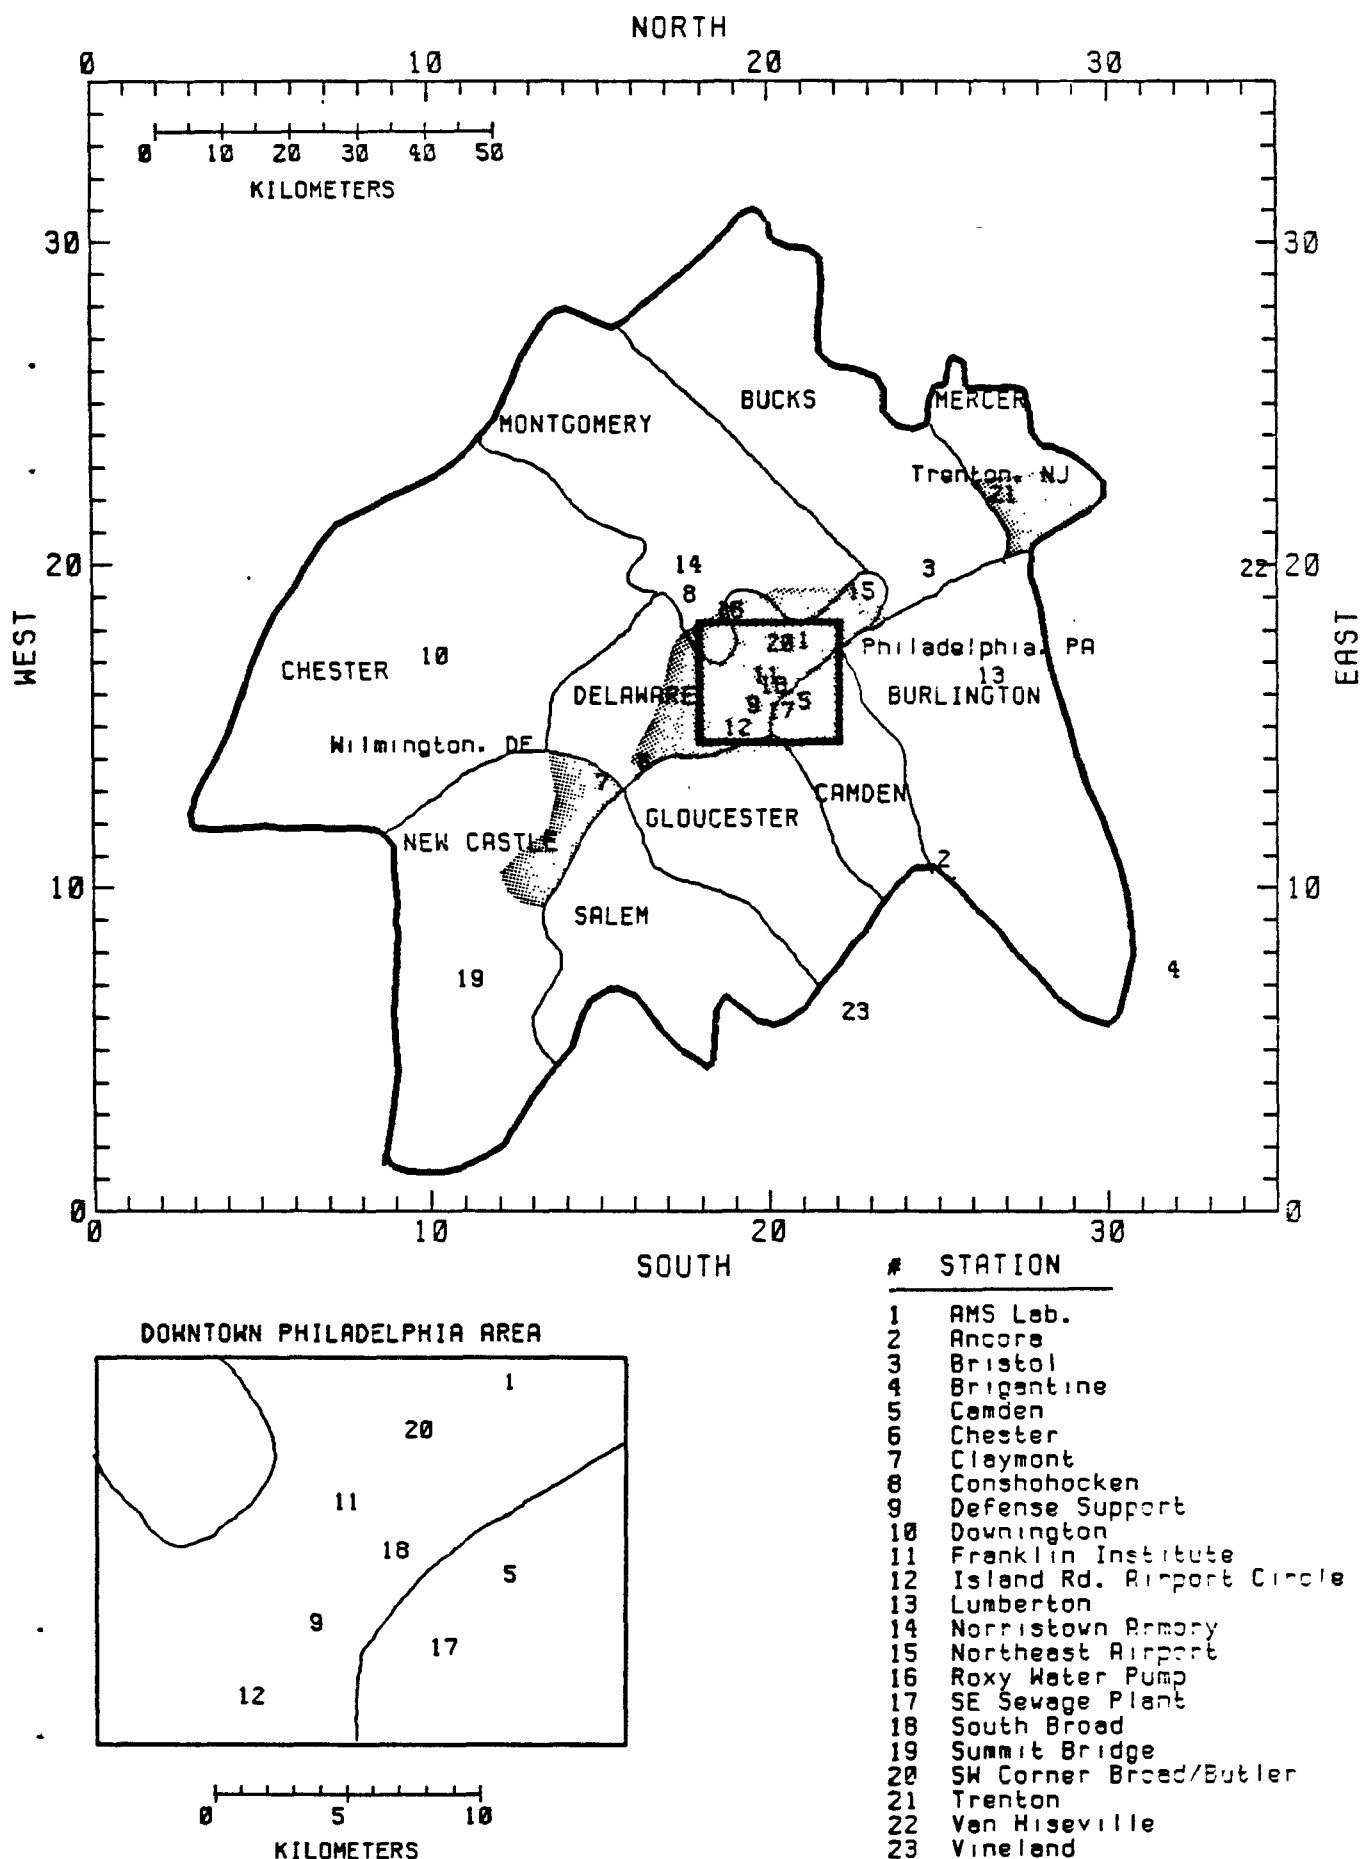 NORTH
0 10 20 30
0 10 20 30 40 50
KILOMETERS
30 30
BUCKS MERCER
MONTGOMERY
Trenton, NJ
21
20 14 3 22 20
8 15
16
WEST
EAST
20 1 Philadelphia, PA
CHESTER 10 11 13
DELAWARE 18 BURLINGTON
9 17 5
12
Wilmington, DE
6
7
CAMDEN
GLOUCESTER
NEW CASTLE
2
10 10
SALEM
19 4
23
0 0
0 10 20 30
SOUTH
# STATION
1 AMS Lab.
2 Ancora
3 Bristol
4 Brigantine
5 Camden
6 Chester
7 Claymont
8 Conshohocken
9 Defense Support
10 Downington
11 Franklin Institute
12 Island Rd. Airport Circle
13 Lumberton
14 Norristown Armory
15 Northeast Airport
16 Roxy Water Pump
17 SE Sewage Plant
18 South Broad
19 Summit Bridge
20 SW Corner Broad/Butler
21 Trenton
22 Van Hiseville
23 Vineland
DOWNTOWN PHILADELPHIA AREA
1
20
11
18
5
9
17
12
0 5 10
KILOMETERS